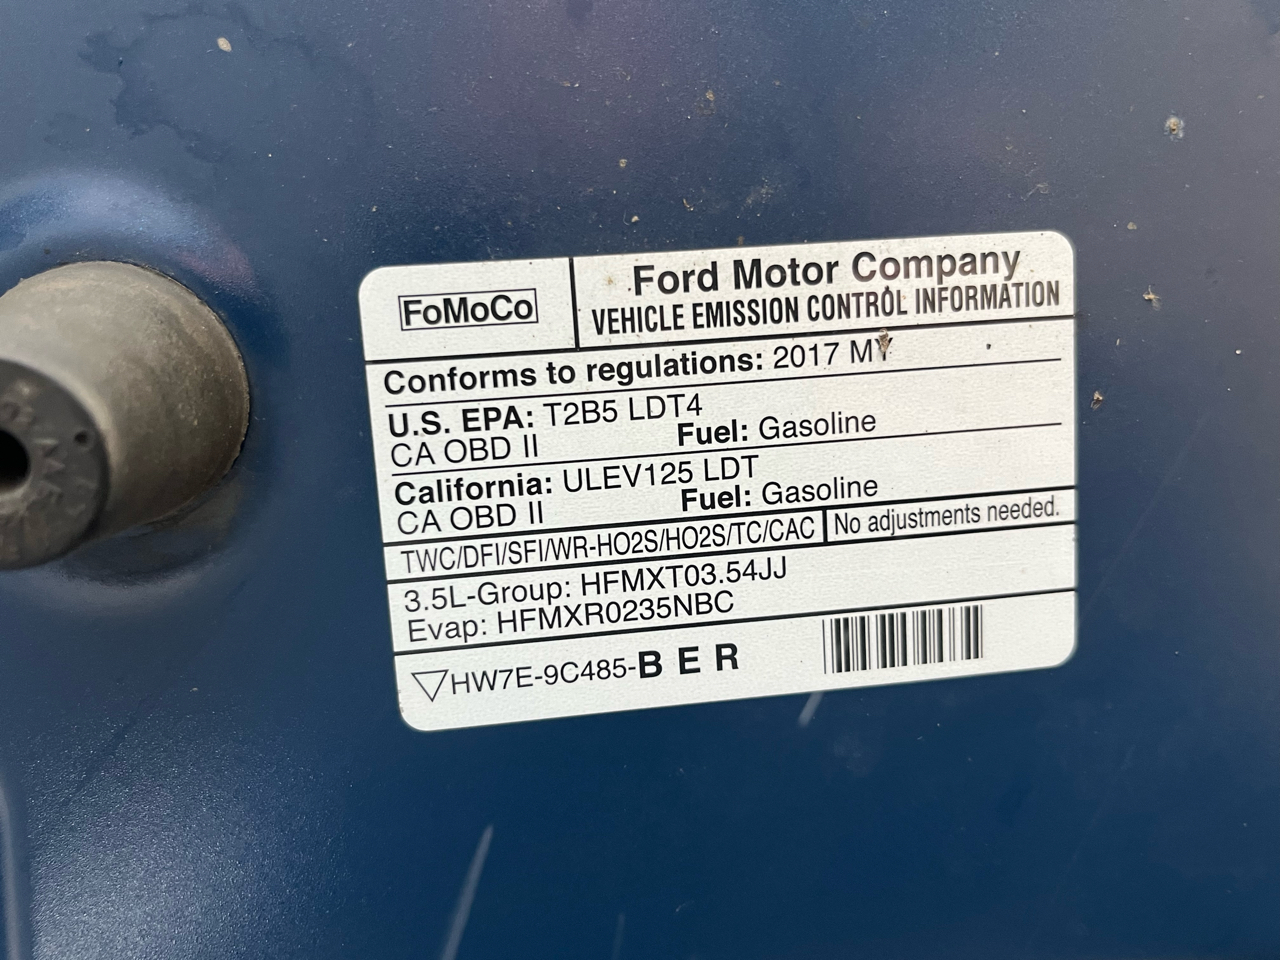 FoMoCo
Ford Motor Company
VEHICLE EMISSION CONTROL INFORMATION
Conforms to regulations: 2017 MY
U.S. EPA: T2B5 LDT4
CA OBD II Fuel: Gasoline
California: ULEV125 LDT
CA OBD II Fuel: Gasoline
TWC/DFI/SFI/WR-HO2S/HO2S/TC/CAC No adjustments needed.
3.5L-Group: HFMXT03.54JJ
Evap: HFMXR0235NBC
HW7E-9C485-B E R